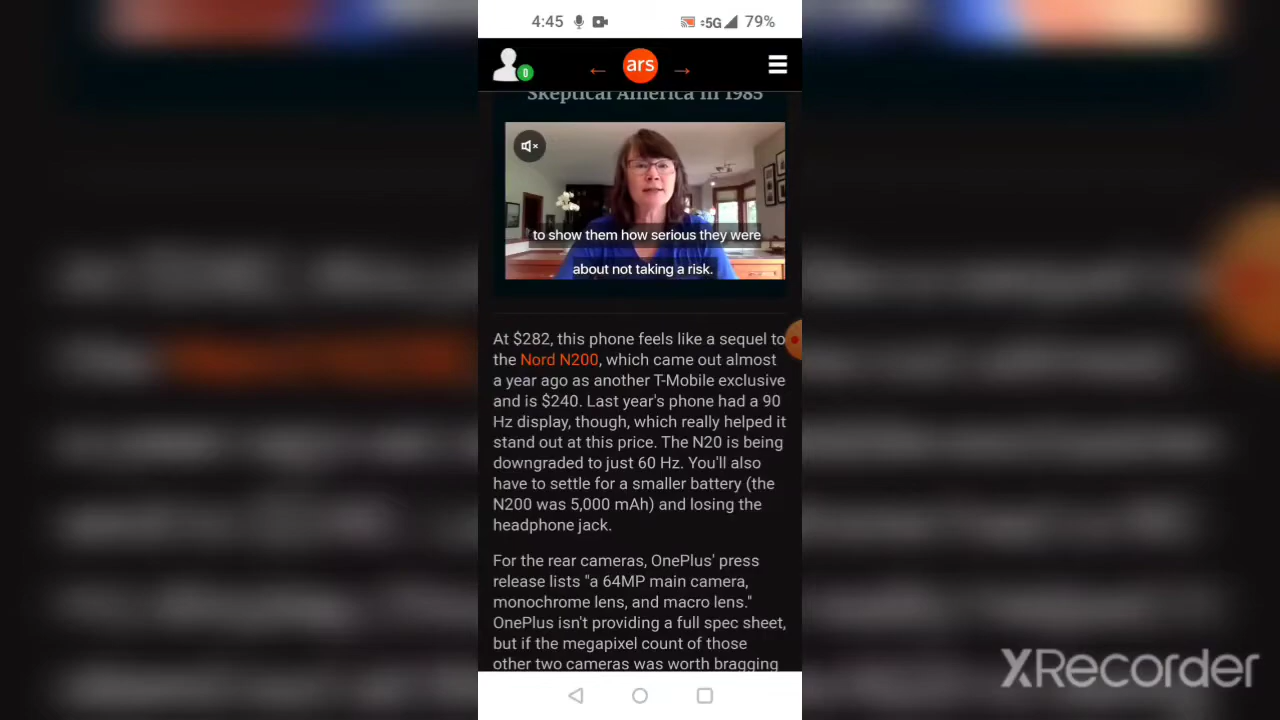 4:45
5G
79%
0
← ars →
Skeptical America in 1985
to show them how serious they were
about not taking a risk.
At $282, this phone feels like a sequel to
the Nord N200, which came out almost
a year ago as another T-Mobile exclusive
and is $240. Last year's phone had a 90
Hz display, though, which really helped it
stand out at this price. The N20 is being
downgraded to just 60 Hz. You'll also
have to settle for a smaller battery (the
N200 was 5,000 mAh) and losing the
headphone jack.
For the rear cameras, OnePlus' press
release lists "a 64MP main camera,
monochrome lens, and macro lens."
OnePlus isn't providing a full spec sheet,
but if the megapixel count of those
other two cameras was worth bragging
XRecorder